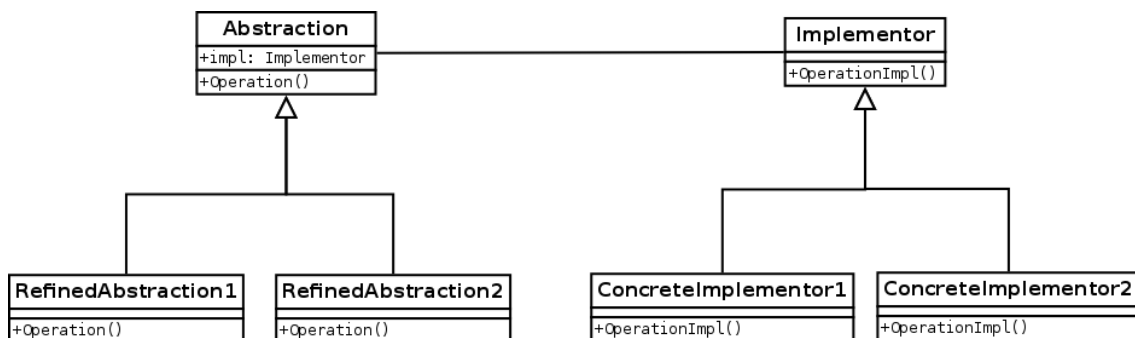 Abstraction
+impl: Implementor
+Operation()
Implementor
+OperationImpl()
RefinedAbstraction1
+Operation()
RefinedAbstraction2
+Operation()
ConcreteImplementor1
+OperationImpl()
ConcreteImplementor2
+OperationImpl()